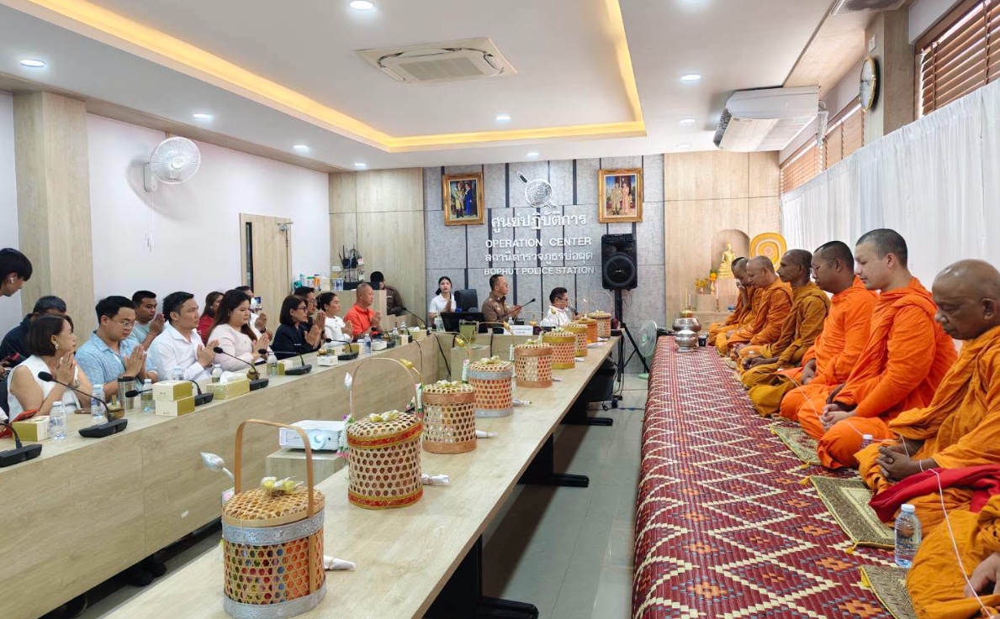 ศูนย์ปฏิบัติการ
OPERATION CENTER
สถานีตำรวจภูธรบ่อผุด
BOPHUT POLICE STATION